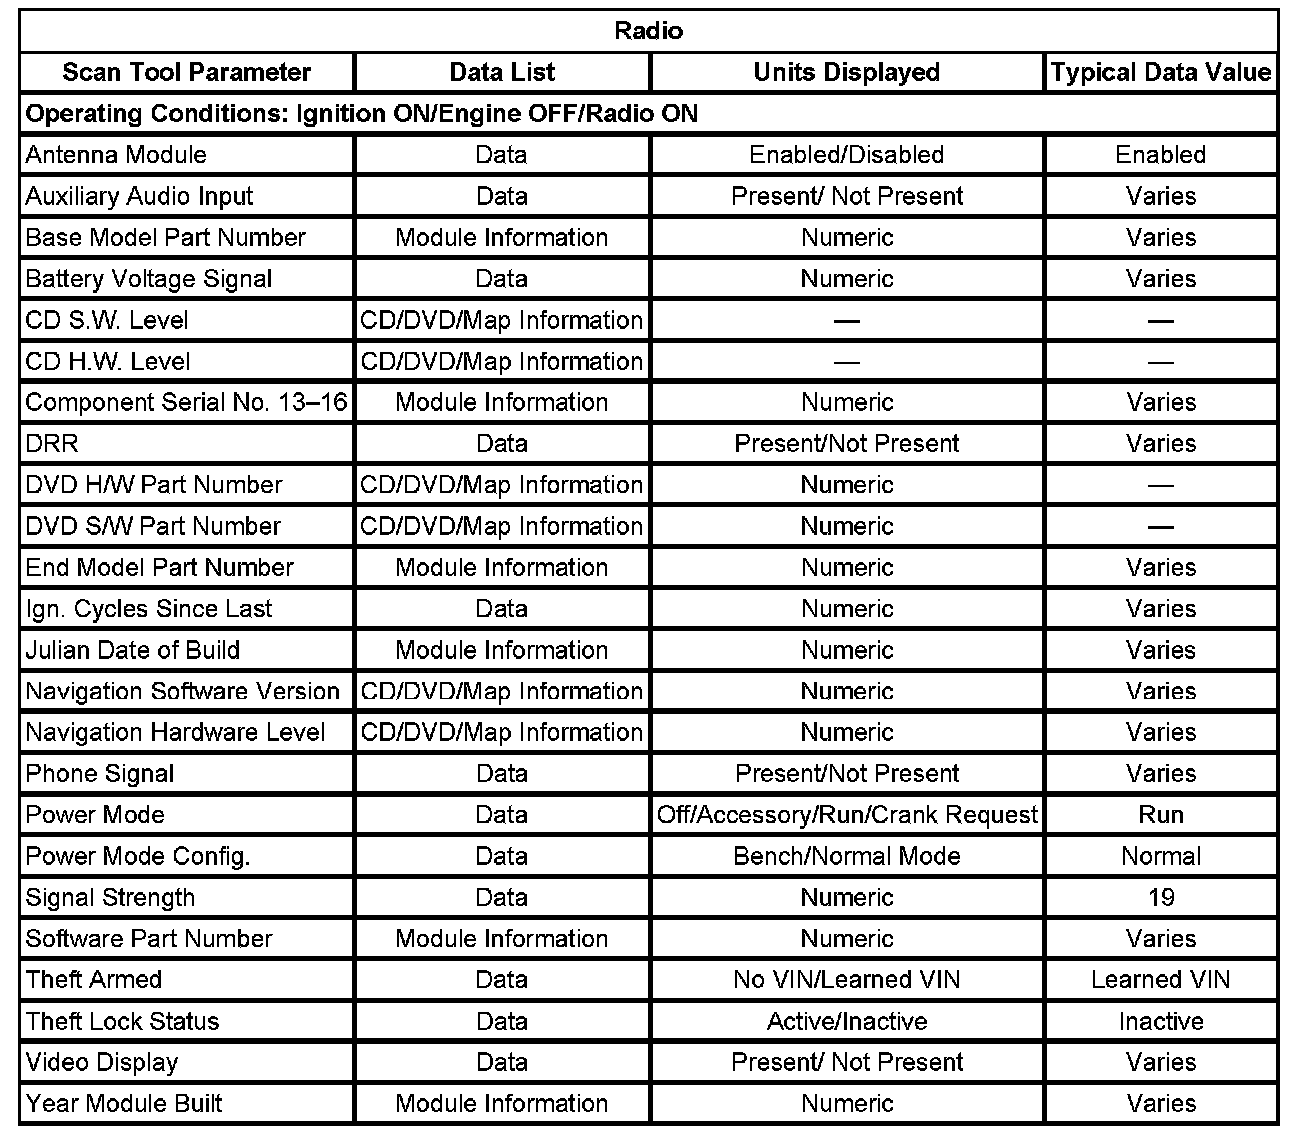 Radio
Scan Tool Parameter Data List Units Displayed Typical Data Value
Operating Conditions: Ignition ON/Engine OFF/Radio ON
Antenna Module Data Enabled/Disabled Enabled
Auxiliary Audio Input Data Present/ Not Present Varies
Base Model Part Number Module Information Numeric Varies
Battery Voltage Signal Data Numeric Varies
CD S.W. Level CD/DVD/Map Information — —
CD H.W. Level CD/DVD/Map Information — —
Component Serial No. 13–16 Module Information Numeric Varies
DRR Data Present/Not Present Varies
DVD H/W Part Number CD/DVD/Map Information Numeric —
DVD S/W Part Number CD/DVD/Map Information Numeric —
End Model Part Number Module Information Numeric Varies
Ign. Cycles Since Last Data Numeric Varies
Julian Date of Build Module Information Numeric Varies
Navigation Software Version CD/DVD/Map Information Numeric Varies
Navigation Hardware Level CD/DVD/Map Information Numeric Varies
Phone Signal Data Present/Not Present Varies
Power Mode Data Off/Accessory/Run/Crank Request Run
Power Mode Config. Data Bench/Normal Mode Normal
Signal Strength Data Numeric 19
Software Part Number Module Information Numeric Varies
Theft Armed Data No VIN/Learned VIN Learned VIN
Theft Lock Status Data Active/Inactive Inactive
Video Display Data Present/ Not Present Varies
Year Module Built Module Information Numeric Varies